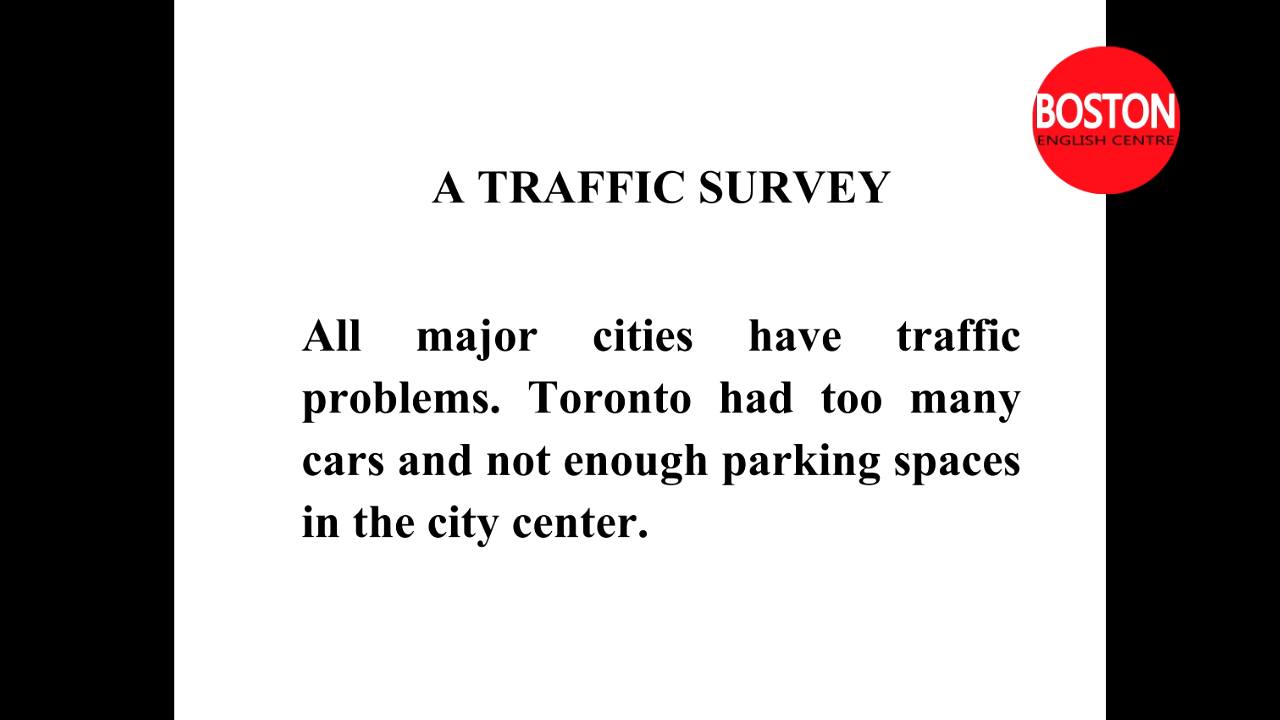 BOSTON
ENGLISH CENTRE
A TRAFFIC SURVEY
All major cities have traffic
problems. Toronto had too many
cars and not enough parking spaces
in the city center.